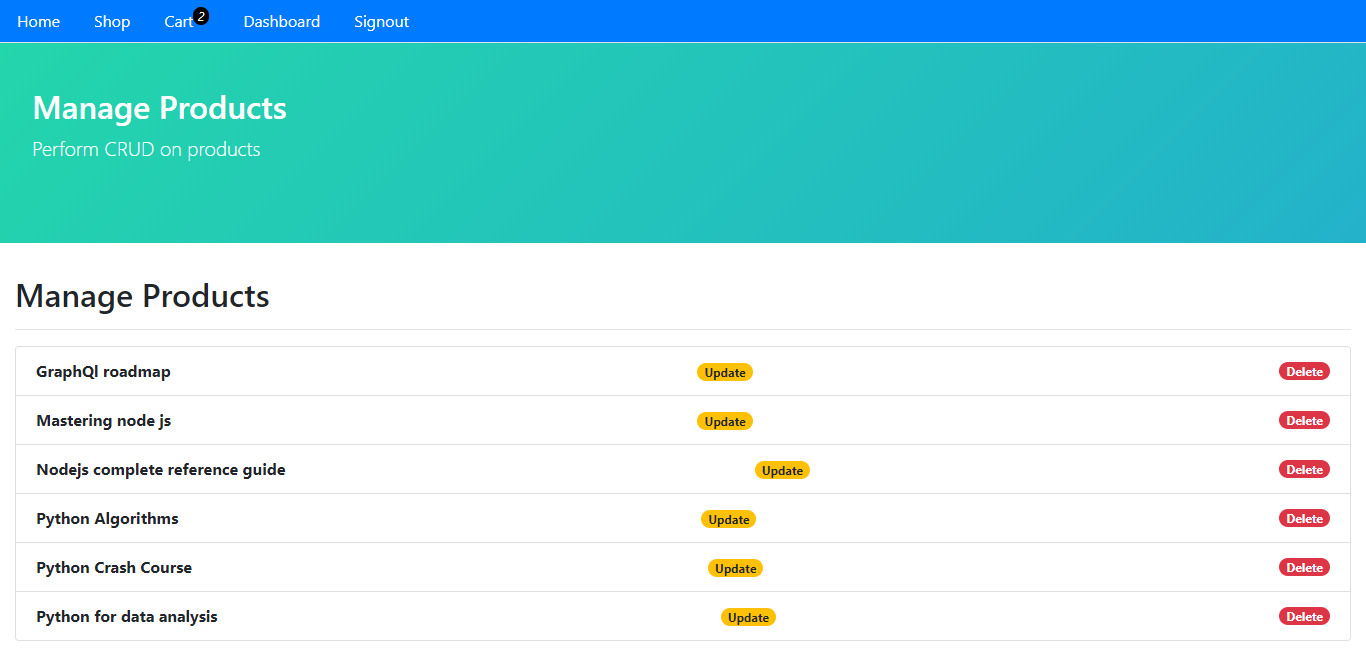 Home Shop Cart 2 Dashboard Signout
Manage Products
Perform CRUD on products
Manage Products
GraphQl roadmap Update Delete
Mastering node js Update Delete
Nodejs complete reference guide Update Delete
Python Algorithms Update Delete
Python Crash Course Update Delete
Python for data analysis Update Delete